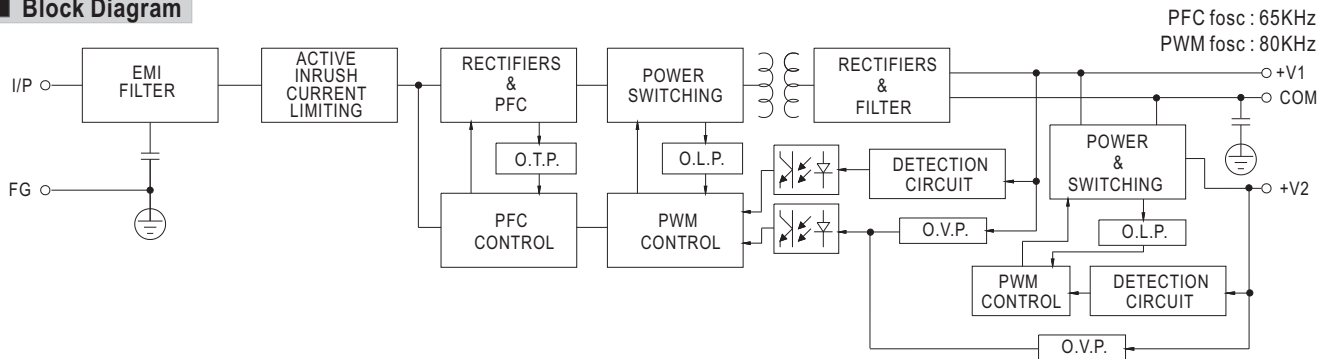 Block Diagram
PFC fosc : 65KHz
PWM fosc : 80KHz
I/P
EMI
FILTER
ACTIVE
INRUSH
CURRENT
LIMITING
RECTIFIERS
&
PFC
POWER
SWITCHING
RECTIFIERS
&
FILTER
+V1
COM
O.T.P.
O.L.P.
DETECTION
CIRCUIT
POWER
&
SWITCHING
FG
+V2
PFC
CONTROL
PWM
CONTROL
O.V.P.
O.L.P.
PWM
CONTROL
DETECTION
CIRCUIT
O.V.P.